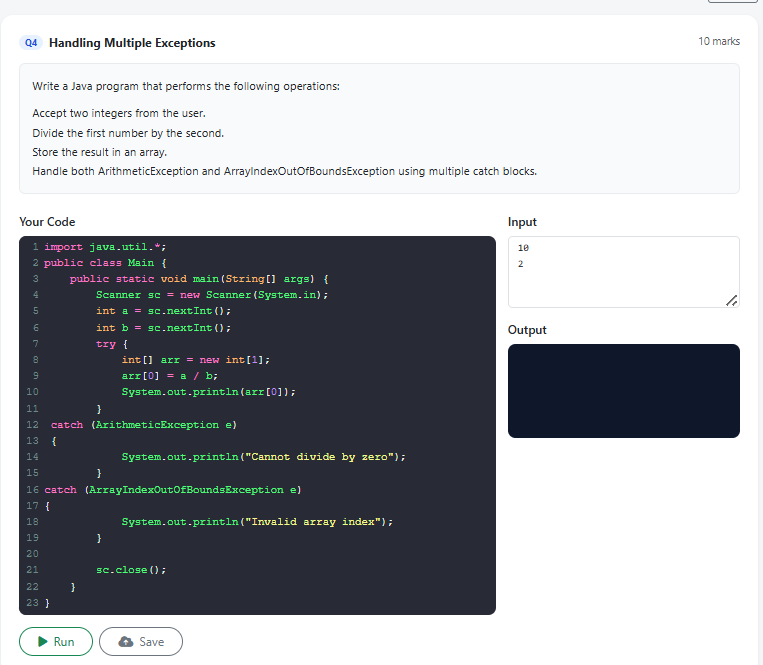 Q4 Handling Multiple Exceptions 10 marks
Write a Java program that performs the following operations:
Accept two integers from the user.
Divide the first number by the second.
Store the result in an array.
Handle both ArithmeticException and ArrayIndexOutOfBoundsException using multiple catch blocks.
Your Code
1 import java.util.*;
2 public class Main {
3     public static void main(String[] args) {
4         Scanner sc = new Scanner(System.in);
5         int a = sc.nextInt();
6         int b = sc.nextInt();
7         try {
8             int[] arr = new int[1];
9             arr[0] = a / b;
10             System.out.println(arr[0]);
11         }
12  catch (ArithmeticException e)
13  {
14             System.out.println("Cannot divide by zero");
15         }
16 catch (ArrayIndexOutOfBoundsException e)
17 {
18             System.out.println("Invalid array index");
19         }
20
21         sc.close();
22     }
23 }
Input
10
2
Output
Run
Save